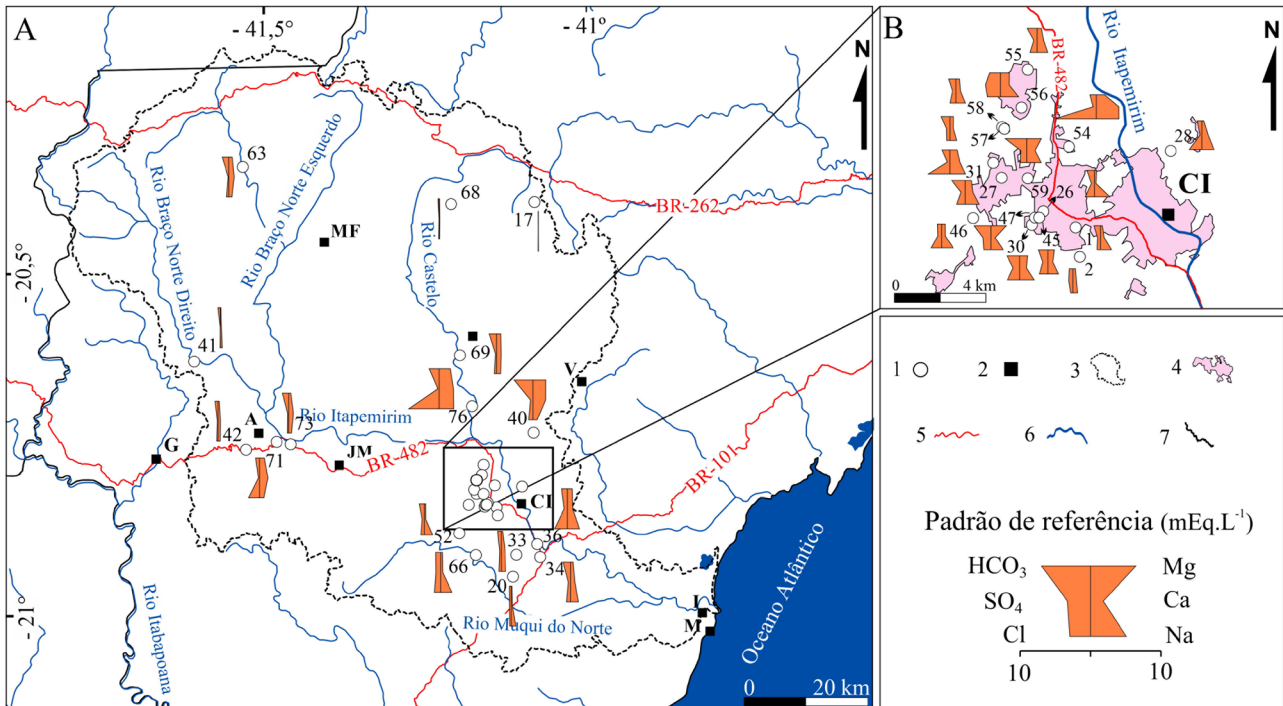 A
- 41,5°
- 41°
N
63
Rio Braço Norte Esquerdo
68
17
BR-262
Rio Braço Norte Direito
MF
Rio Castelo
- 20,5°
41
69
V
76
40
42
A
73
Rio Itapemirim
G
71
JM
BR-482
BR-101
CI
52
33
36
66
34
20
- 21°
Rio Itabapoana
Rio Muqui do Norte
I
M
Oceano Atlântico
0 20 km
B
N
BR-482
Rio Itapemirim
55
56
58
57
54
28
31
27
59
26
CI
47
46
30
45
1
2
0 4 km
1
2
3
4
5
6
7
Padrão de referência (mEq.L⁻¹)
HCO₃ Mg
SO₄ Ca
Cl Na
10 10